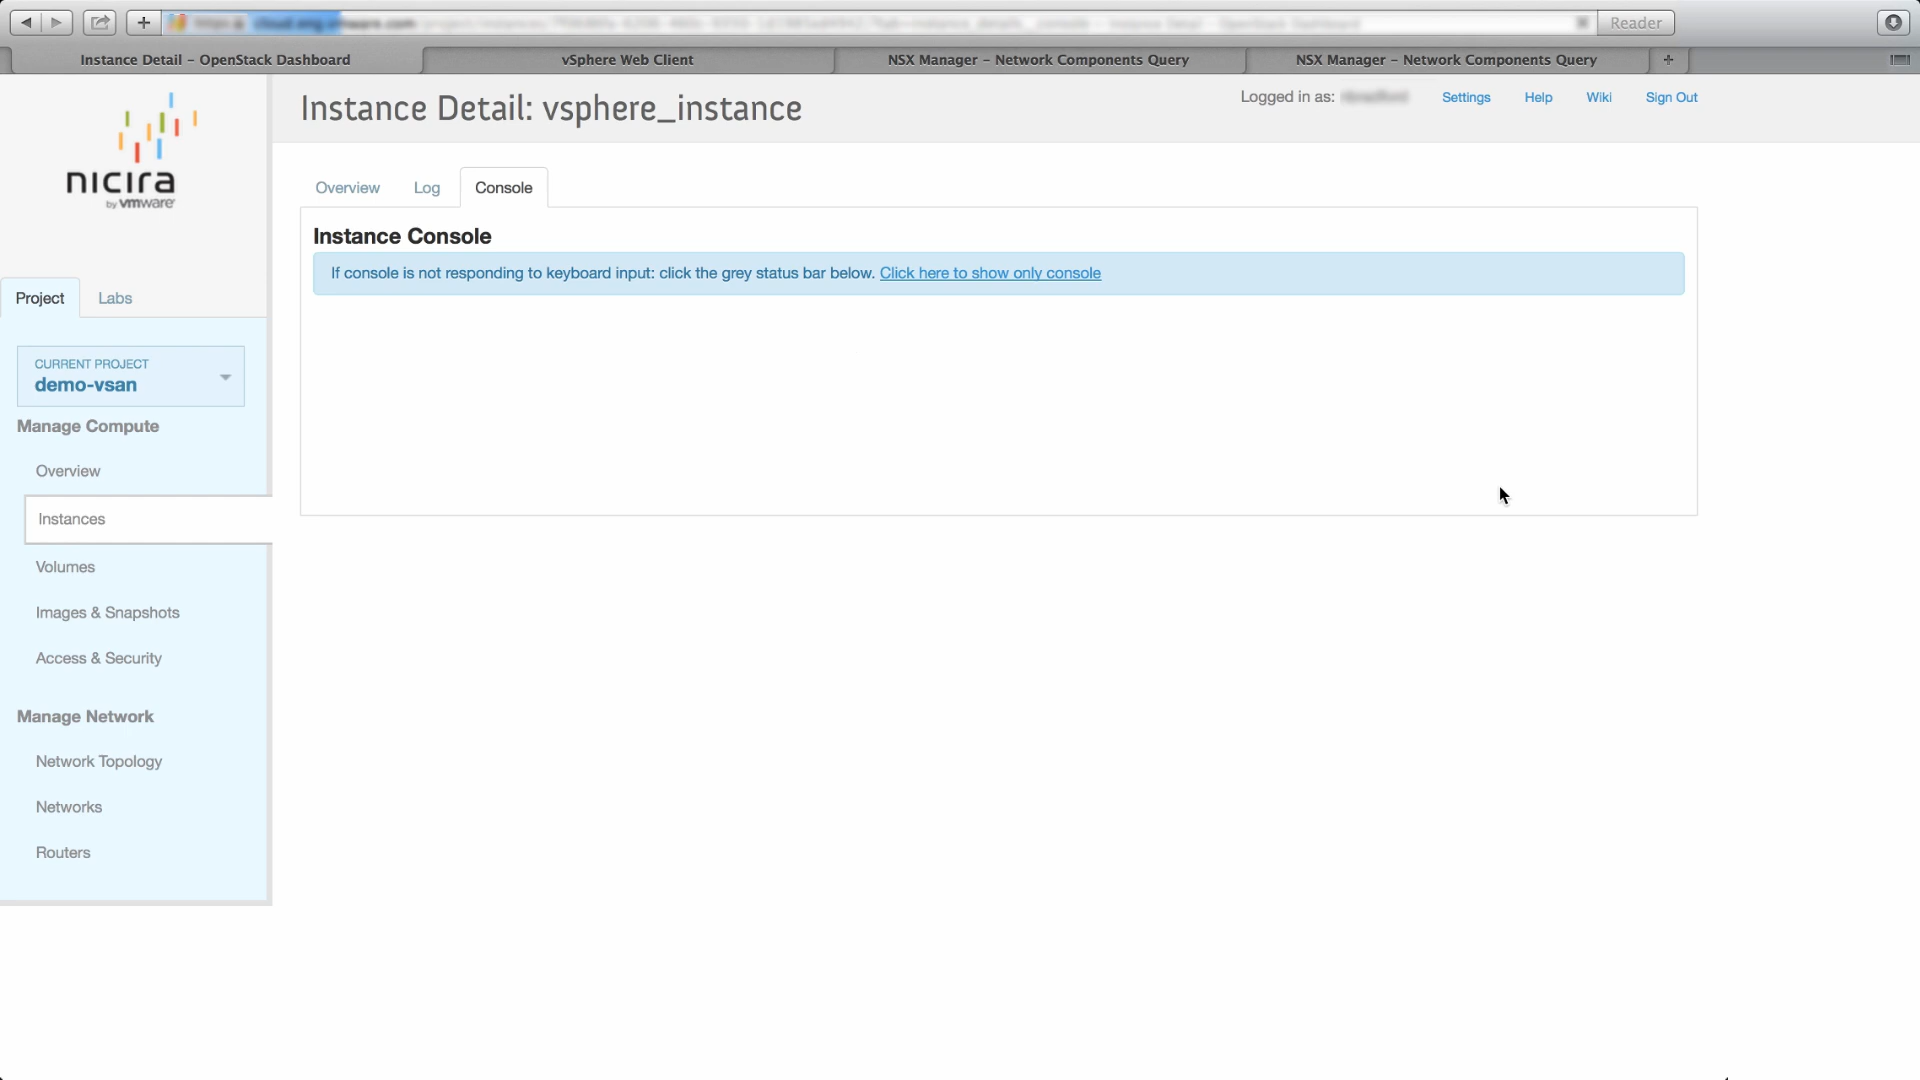 Reader
Instance Detail – OpenStack Dashboard
vSphere Web Client
NSX Manager – Network Components Query
NSX Manager – Network Components Query
+
nicira
by vmware
Instance Detail: vsphere_instance
Logged in as:
Settings
Help
Wiki
Sign Out
Overview
Log
Console
Instance Console
If console is not responding to keyboard input: click the grey status bar below. Click here to show only console
Project
Labs
CURRENT PROJECT
demo-vsan
Manage Compute
Overview
Instances
Volumes
Images & Snapshots
Access & Security
Manage Network
Network Topology
Networks
Routers